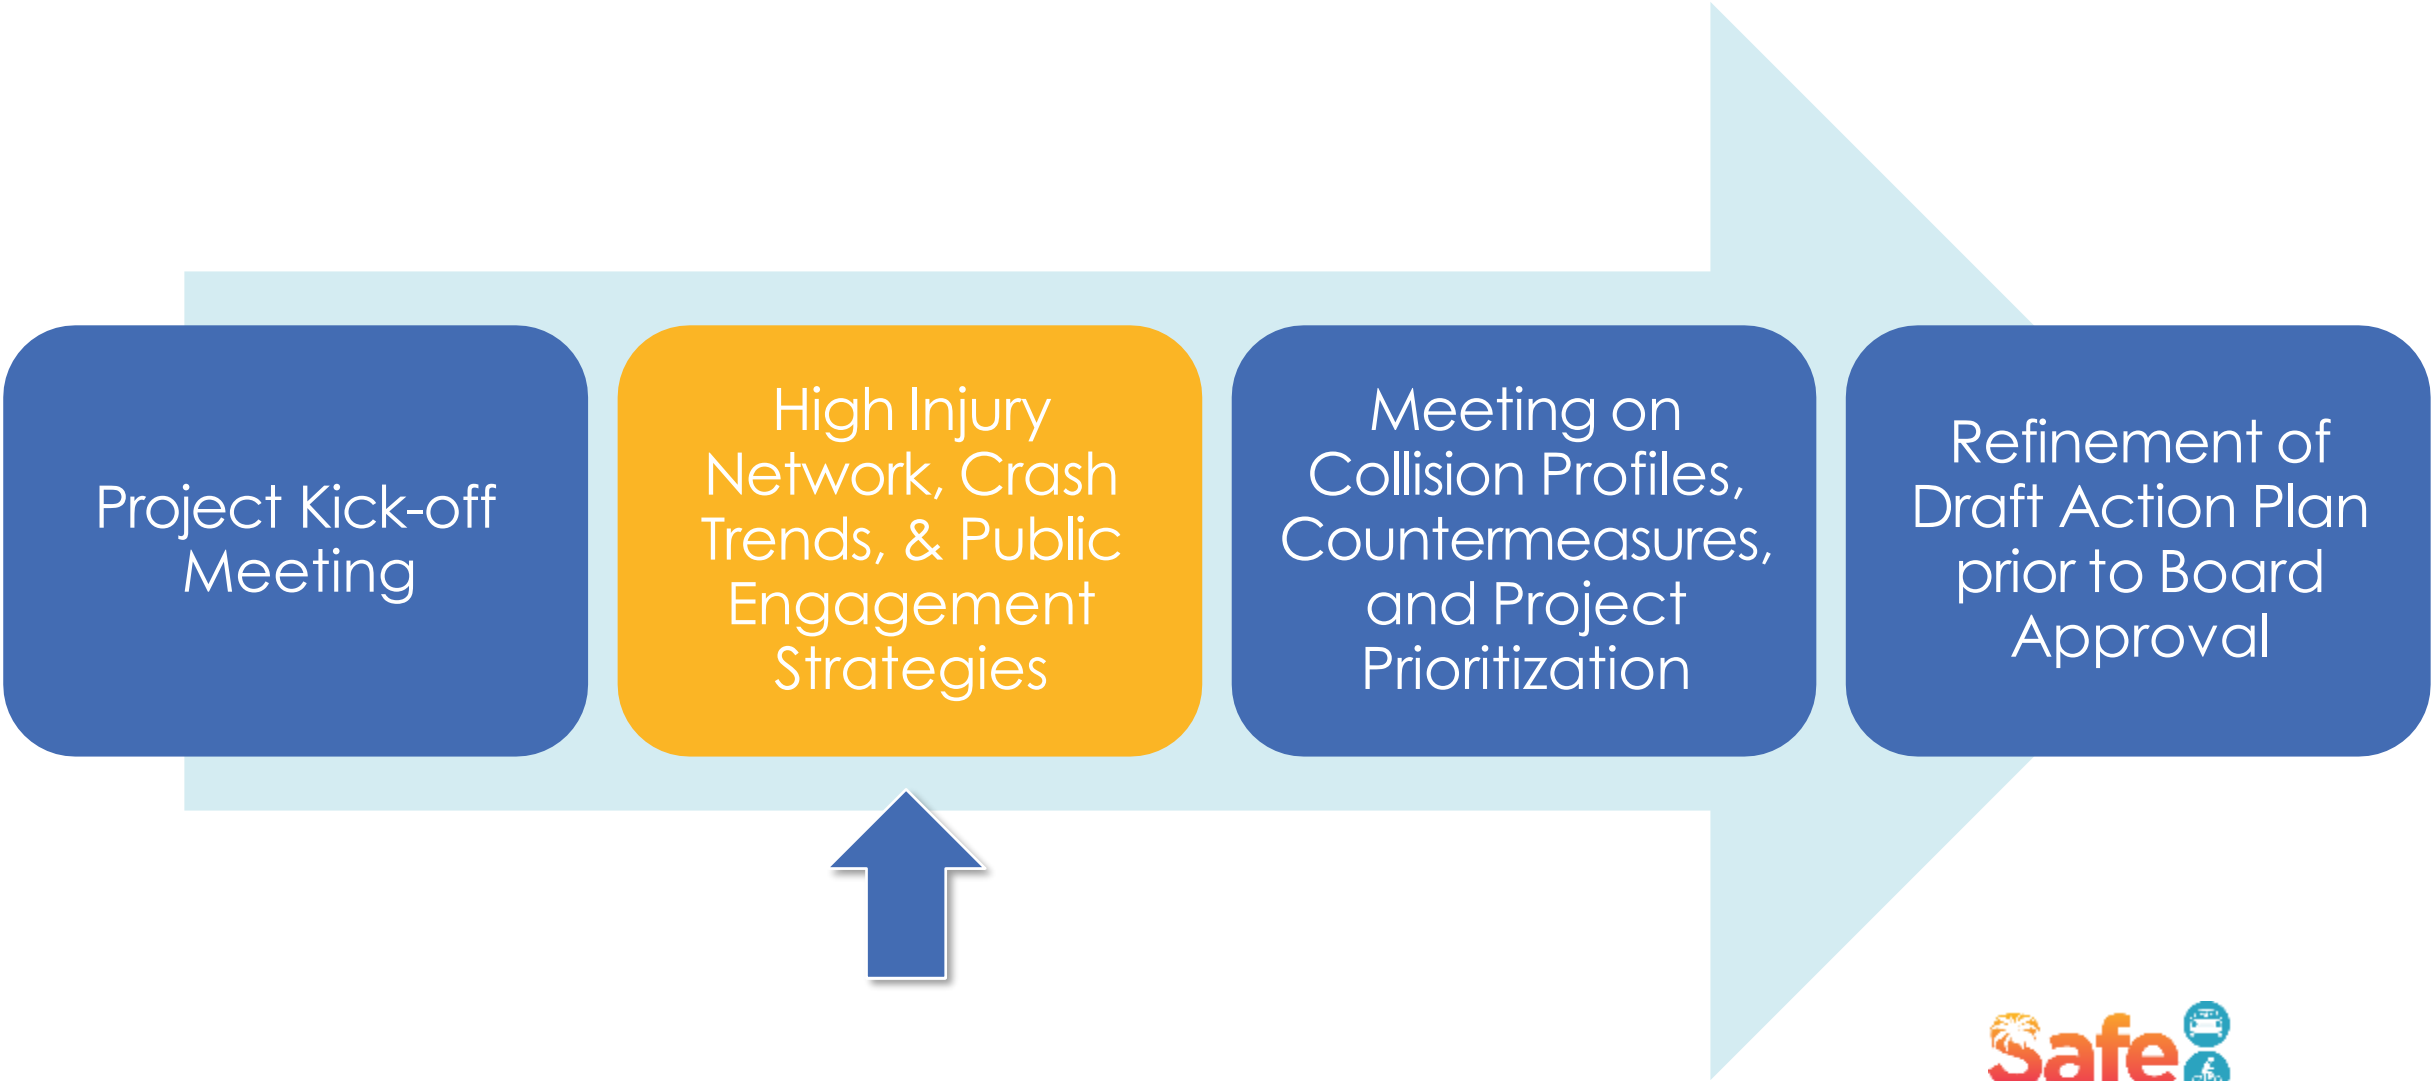 Project Kick-off
Meeting
High Injury
Network, Crash
Trends, & Public
Engagement
Strategies
Meeting on
Collision Profiles,
Countermeasures,
and Project
Prioritization
Refinement of
Draft Action Plan
prior to Board
Approval
Safe